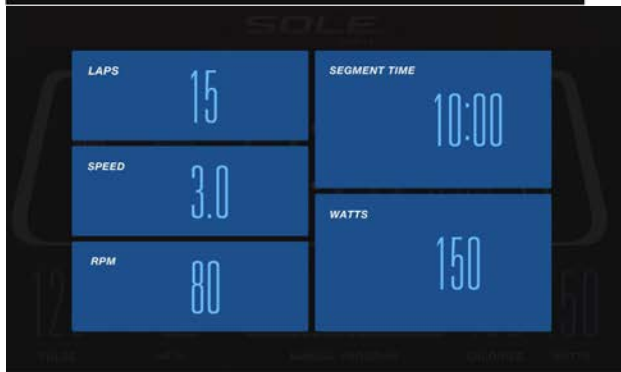 SOLE
LAPS
15
SEGMENT TIME
10:00
SPEED
3.0
WATTS
150
RPM
80